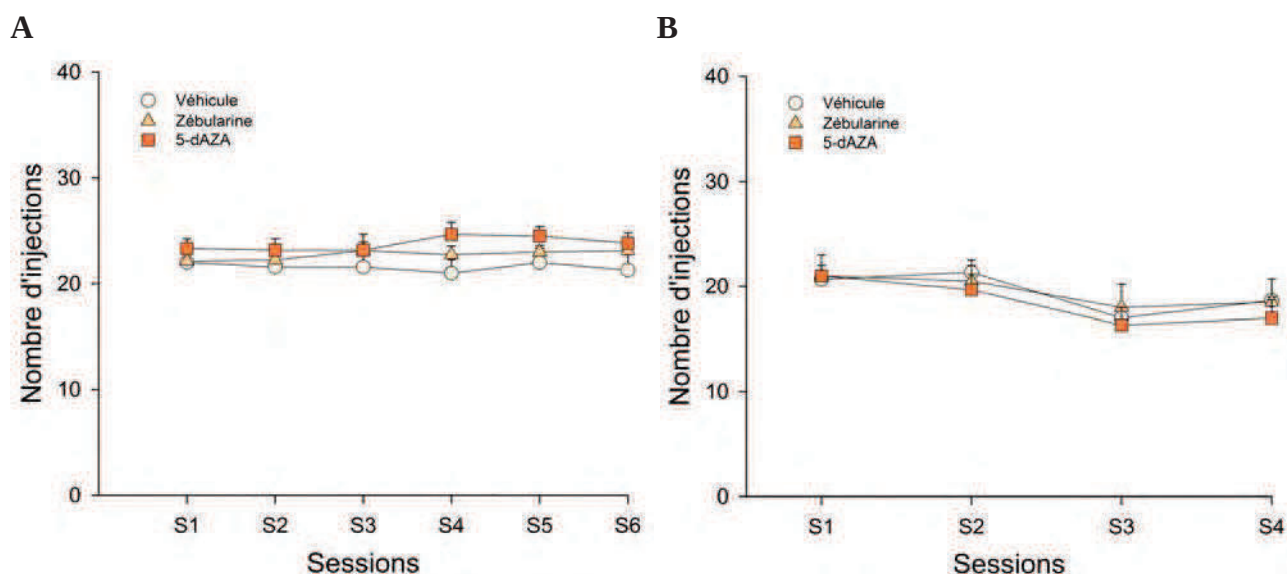 A
Nombre d'injections
40
30
20
10
0
Véhicule
Zébularine
5-dAZA
S1 S2 S3 S4 S5 S6
Sessions
B
Nombre d'injections
40
30
20
10
0
Véhicule
Zébularine
5-dAZA
S1 S2 S3 S4
Sessions